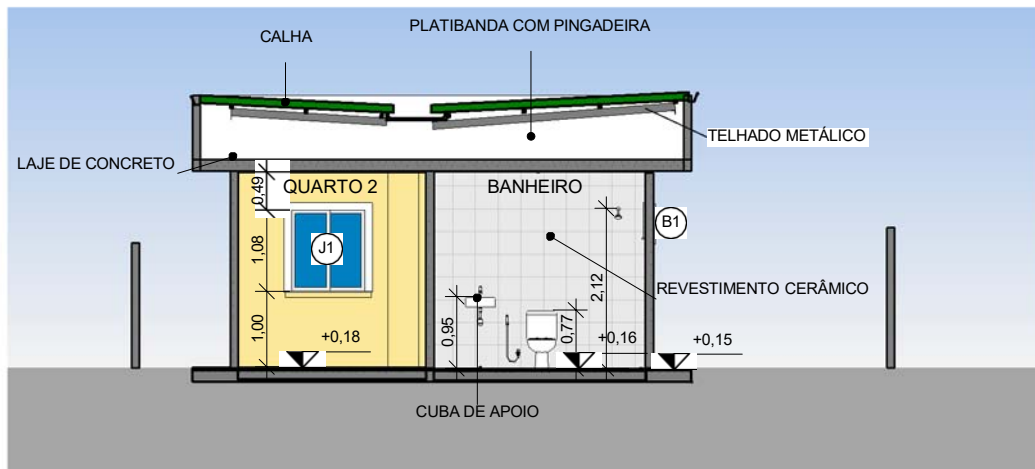 PLATIBANDA COM PINGADEIRA
CALHA
TELHADO METÁLICO
LAJE DE CONCRETO
QUARTO 2
BANHEIRO
0,49
J1
B1
1,08
2,12
REVESTIMENTO CERÂMICO
1,00
+0,18
0,95
0,77
+0,16
+0,15
CUBA DE APOIO